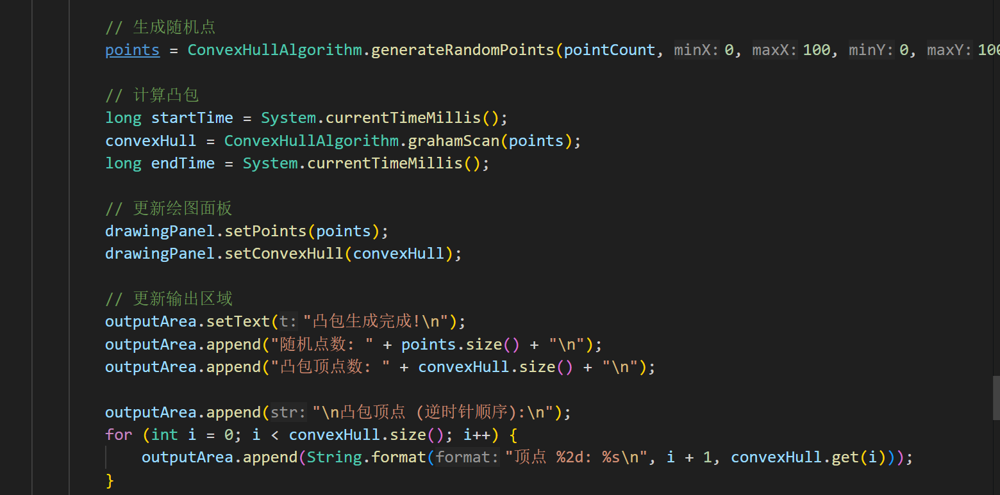 // 生成随机点
points = ConvexHullAlgorithm.generateRandomPoints(pointCount, minX: 0, maxX: 100, minY: 0, maxY: 100
// 计算凸包
long startTime = System.currentTimeMillis();
convexHull = ConvexHullAlgorithm.grahamScan(points);
long endTime = System.currentTimeMillis();
// 更新绘图面板
drawingPanel.setPoints(points);
drawingPanel.setConvexHull(convexHull);
// 更新输出区域
outputArea.setText(t: "凸包生成完成!\n");
outputArea.append("随机点数: " + points.size() + "\n");
outputArea.append("凸包顶点数: " + convexHull.size() + "\n");
outputArea.append(str: "\n凸包顶点 (逆时针顺序):\n");
for (int i = 0; i < convexHull.size(); i++) {
outputArea.append(String.format(format: "顶点 %2d: %s\n", i + 1, convexHull.get(i)));
}